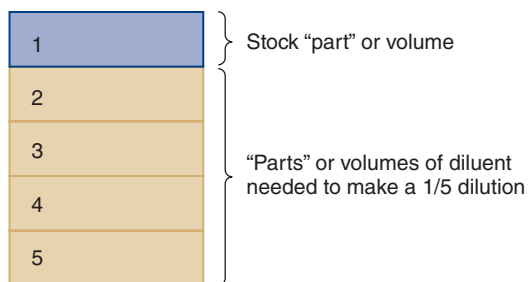 1
Stock “part” or volume
2
3
“Parts” or volumes of diluent
needed to make a 1/5 dilution
4
5